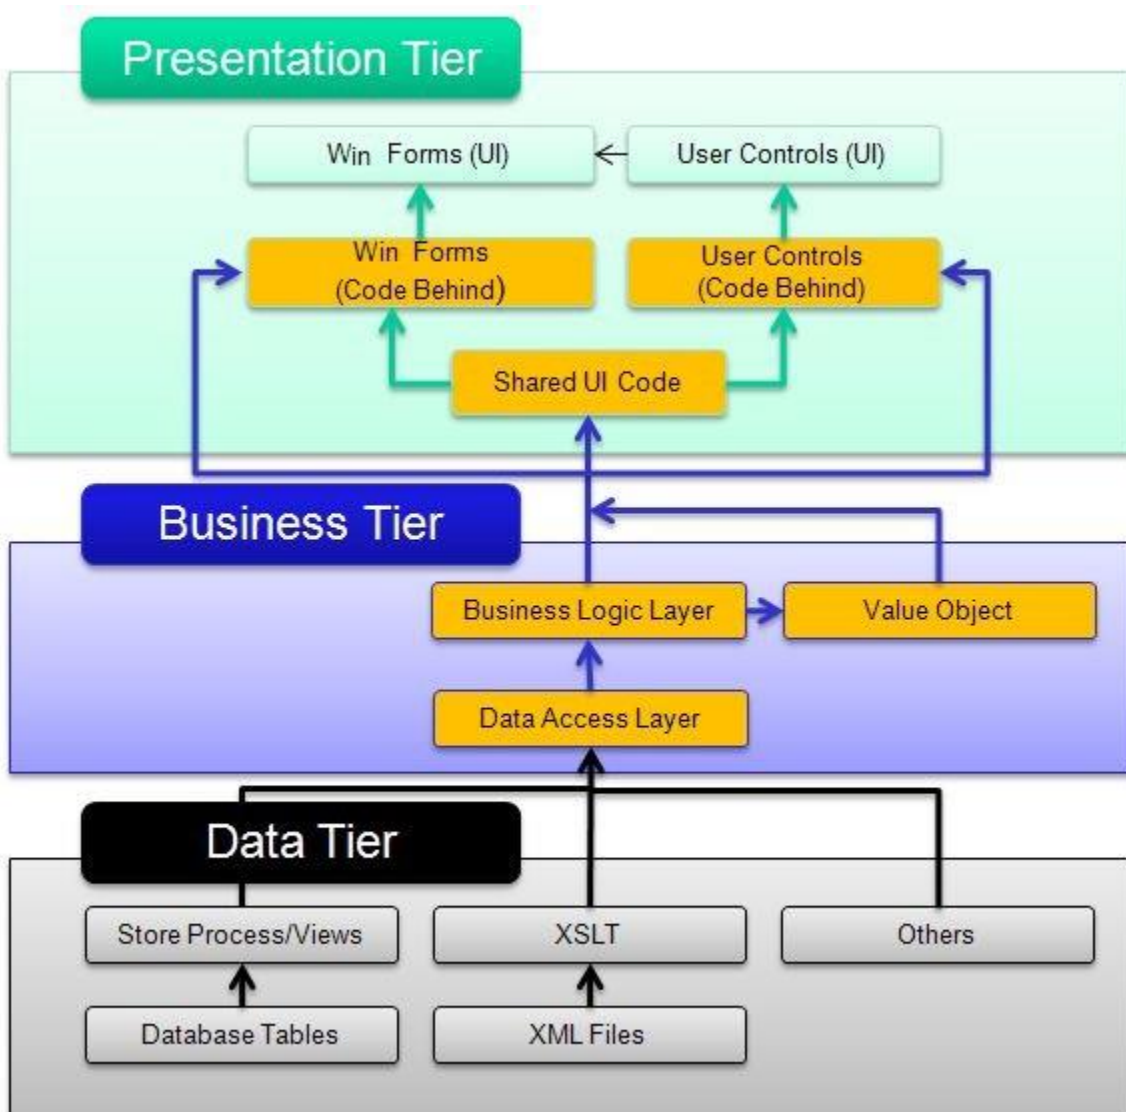 Presentation Tier
Win Forms (UI)
User Controls (UI)
Win Forms
(Code Behind)
User Controls
(Code Behind)
Shared UI Code
Business Tier
Business Logic Layer
Value Object
Data Access Layer
Data Tier
Store Process/Views
XSLT
Others
Database Tables
XML Files